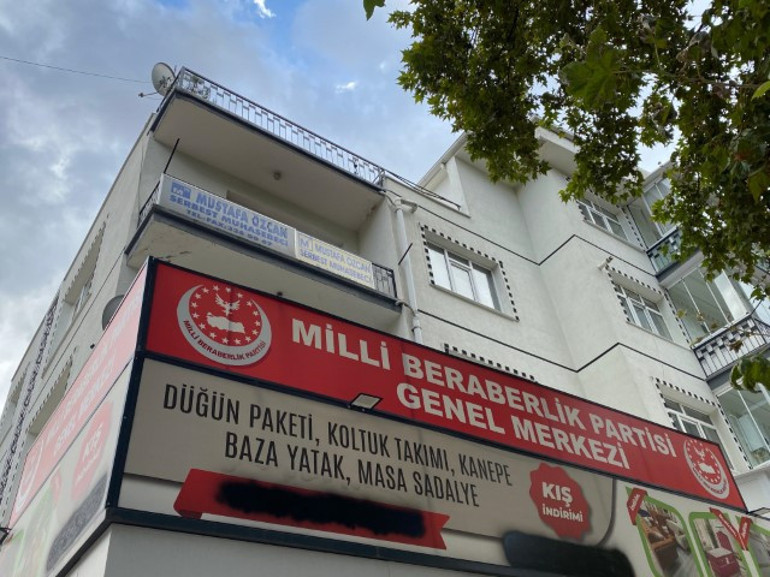 MUSTAFA ÖZCAN
SERBEST MUHASEBECİ
MUSTAFA ÖZCAN
SERBEST MUHASEBECİ
MİLLİ BERABERLİK PARTİSİ
GENEL MERKEZİ
MİLLİ BERABERLİK PARTİSİ
DÜĞÜN PAKETİ, KOLTUK TAKIMI, KANEPE
BAZA YATAK, MASA SADALYE
KIŞ
İNDİRİMİ